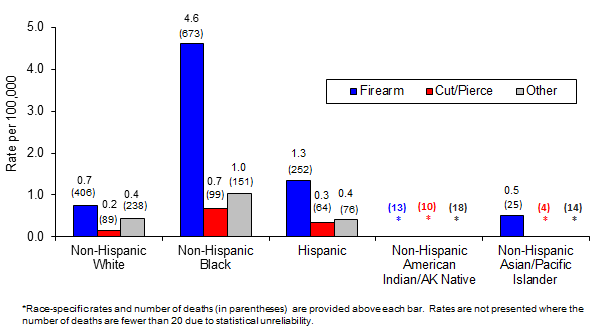 4.6
(673)
5.0
4.0
3.0
2.0
1.0
0.0
Rate per 100,000
Firearm Cut/Pierce Other
0.7
(406)
0.2
(89)
0.4
(238)
0.7
(99)
1.0
(151)
1.3
(252)
0.3
(64)
0.4
(76)
(13)
*
(10)
*
(18)
*
0.5
(25)
(4)
*
(14)
*
Non-Hispanic
White
Non-Hispanic
Black
Hispanic
Non-Hispanic
American
Indian/AK Native
Non-Hispanic
Asian/Pacific
Islander
*Race-specific rates and number of deaths (in parentheses) are provided above each bar. Rates are not presented where the
number of deaths are fewer than 20 due to statistical unreliability.